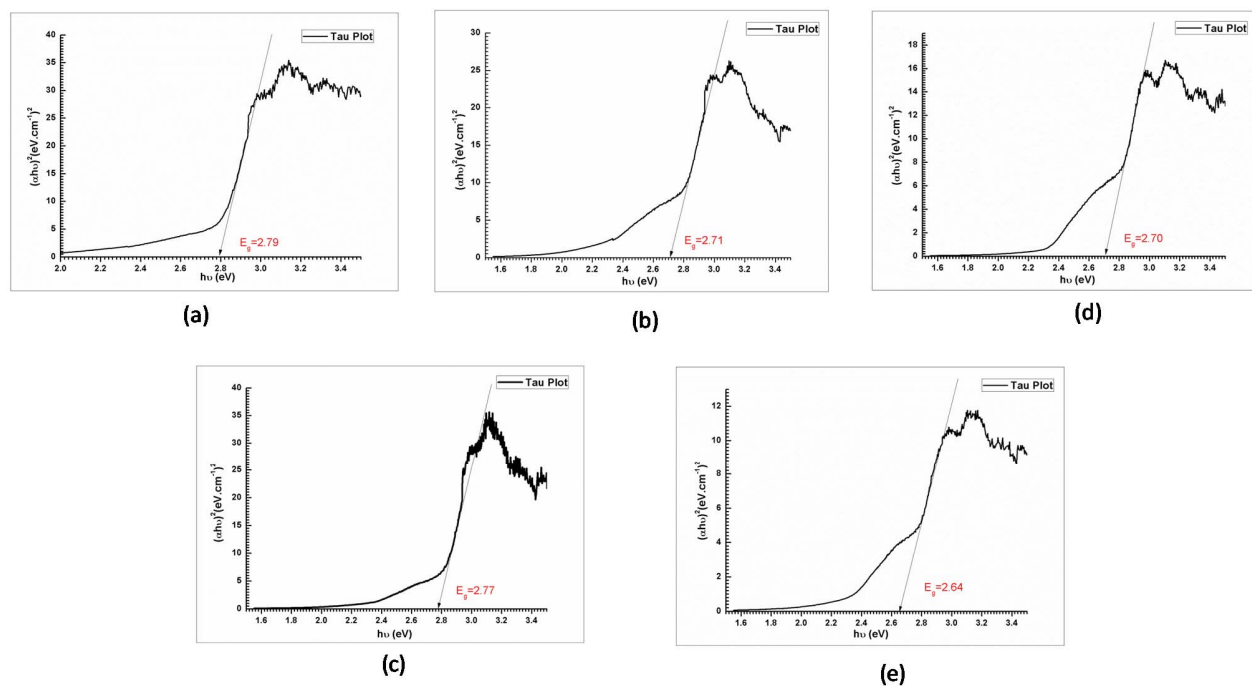 Tau Plot
40
35
30
25
20
15
10
5
0
(αhυ)²(eV.cm⁻¹)²
E_g=2.79
2.0 2.2 2.4 2.6 2.8 3.0 3.2 3.4
hυ (eV)
(a)
Tau Plot
30
25
20
15
10
5
0
(αhυ)²(eV.cm⁻¹)²
E_g=2.71
1.6 1.8 2.0 2.2 2.4 2.6 2.8 3.0 3.2 3.4
hυ (eV)
(b)
Tau Plot
18
16
14
12
10
8
6
4
2
0
(αhυ)²(eV.cm⁻¹)²
E_g=2.70
1.6 1.8 2.0 2.2 2.4 2.6 2.8 3.0 3.2 3.4
hυ (eV)
(d)
Tau Plot
40
35
30
25
20
15
10
5
0
(αhυ)²(eV.cm⁻¹)²
E_g=2.77
1.6 1.8 2.0 2.2 2.4 2.6 2.8 3.0 3.2 3.4
hυ (eV)
(c)
Tau Plot
12
10
8
6
4
2
0
(αhυ)²(eV.cm⁻¹)²
E_g=2.64
1.6 1.8 2.0 2.2 2.4 2.6 2.8 3.0 3.2 3.4
hυ (eV)
(e)